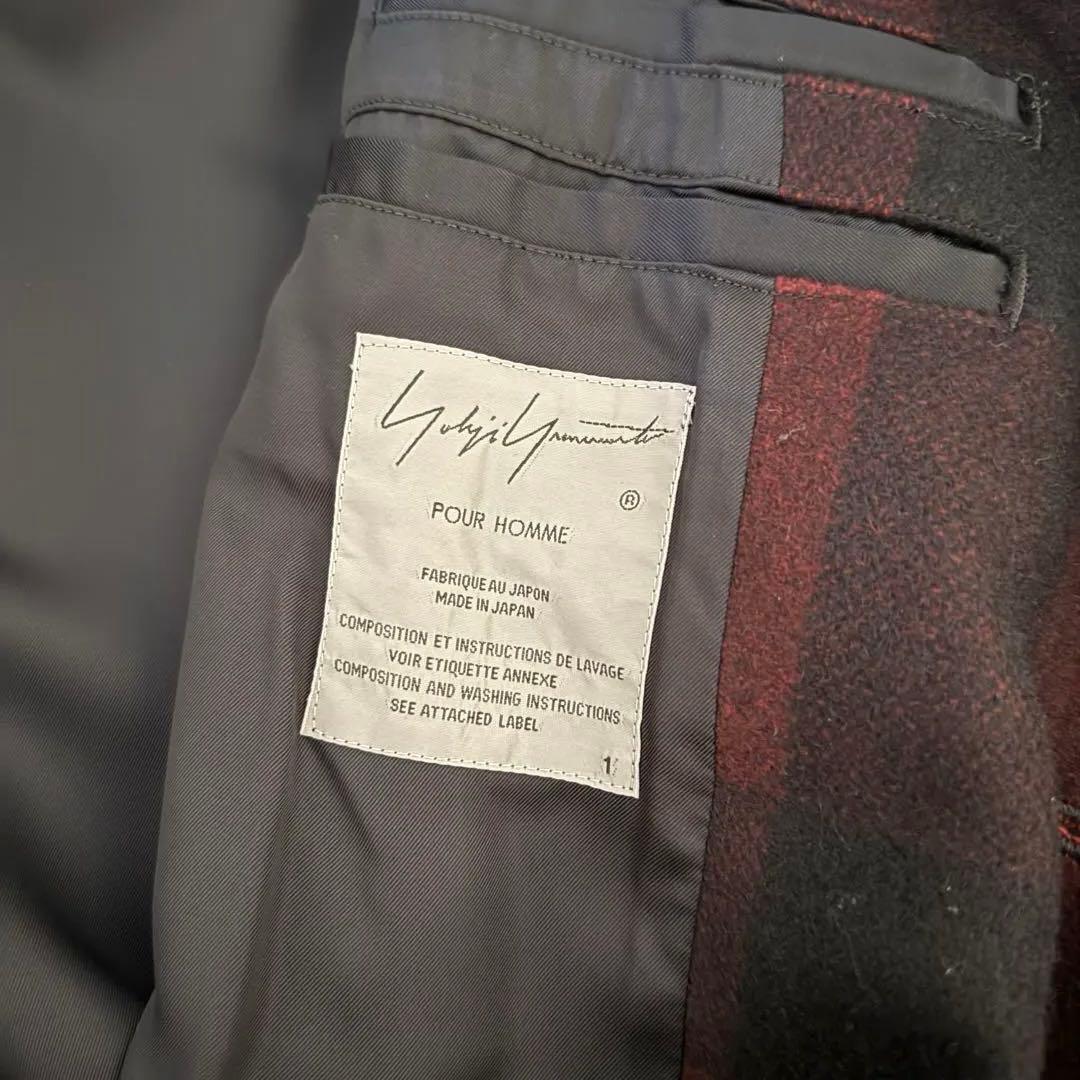 Yohji Yamamoto
®
POUR HOMME
FABRIQUE AU JAPON
MADE IN JAPAN
COMPOSITION ET INSTRUCTIONS DE LAVAGE
VOIR ETIQUETTE ANNEXE
COMPOSITION AND WASHING INSTRUCTIONS
SEE ATTACHED LABEL
1